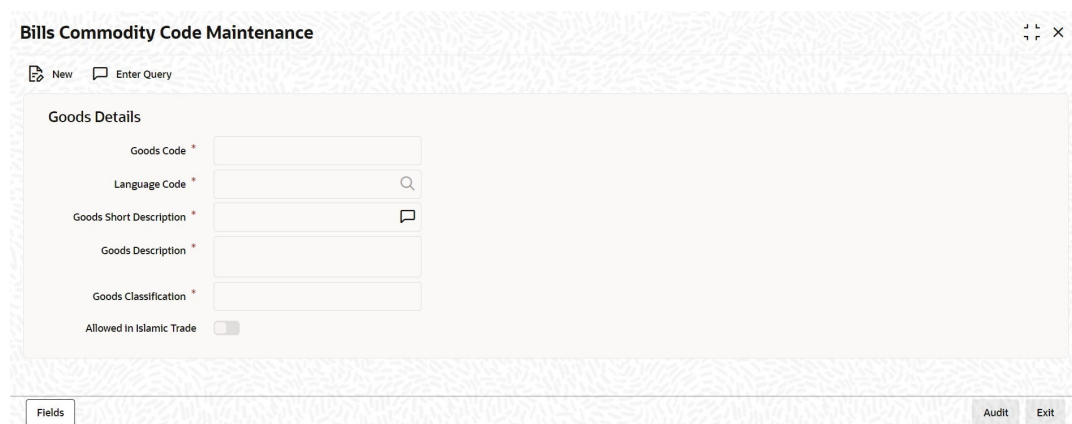 Bills Commodity Code Maintenance
New Enter Query
Goods Details
Goods Code *
Language Code *
Goods Short Description *
Goods Description *
Goods Classification *
Allowed in Islamic Trade
Fields Audit Exit